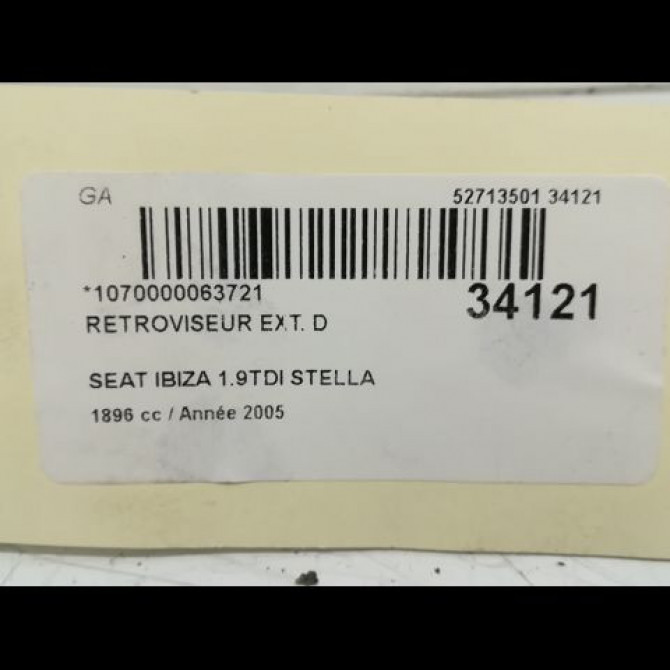 GA 52713501 34121
*1070000063721 34121
RETROVISEUR EXT. D
SEAT IBIZA 1.9TDI STELLA
1896 cc / Année 2005